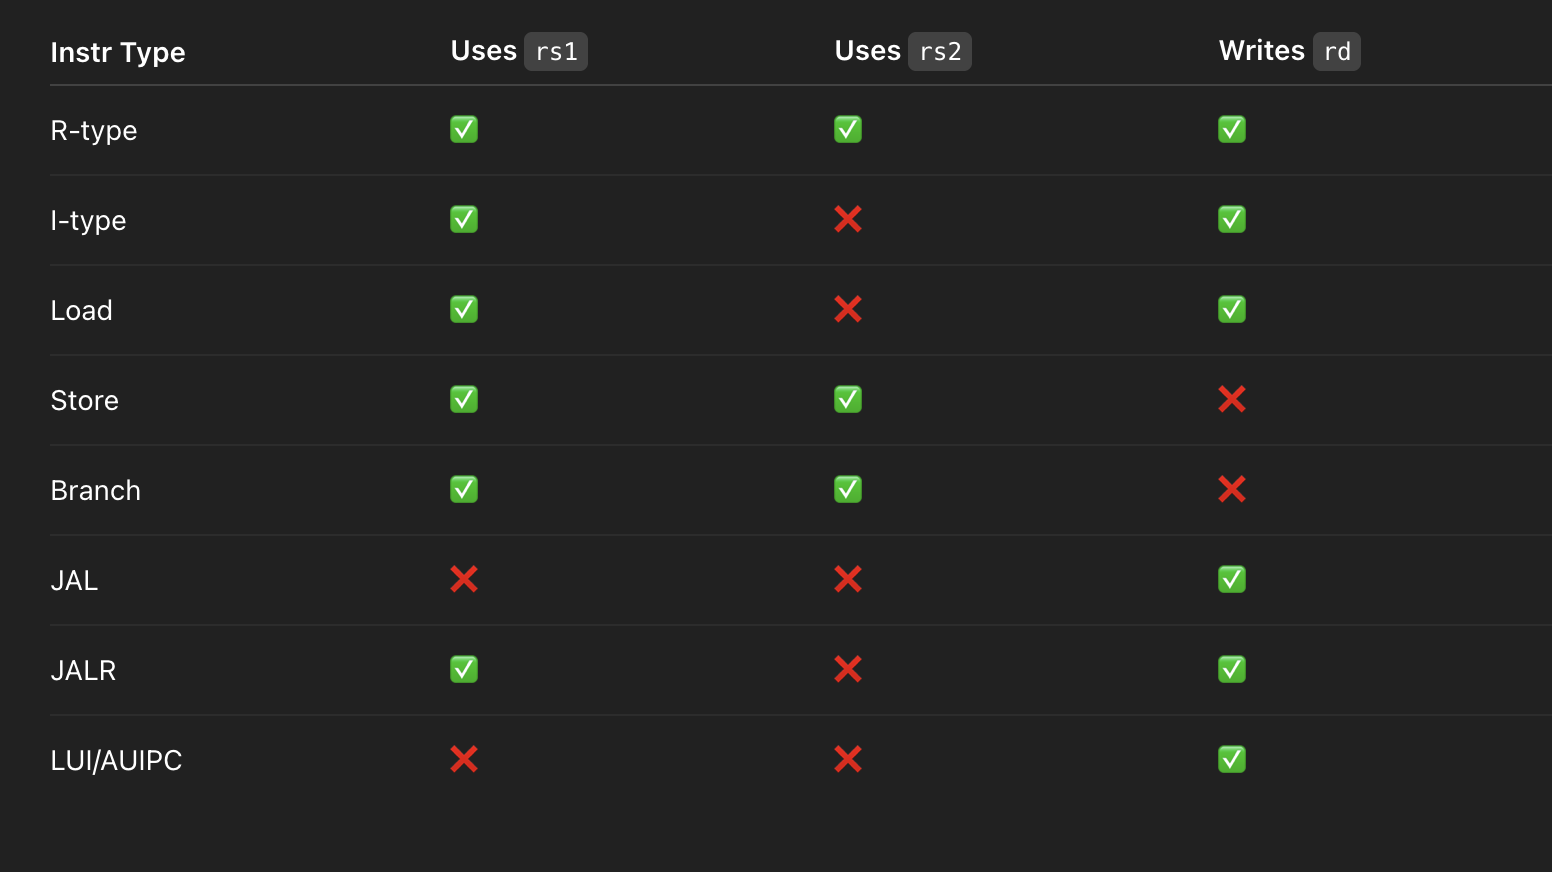 Instr Type Uses rs1 Uses rs2 Writes rd
R-type ✅ ✅ ✅
I-type ✅ ❌ ✅
Load ✅ ❌ ✅
Store ✅ ✅ ❌
Branch ✅ ✅ ❌
JAL ❌ ❌ ✅
JALR ✅ ❌ ✅
LUI/AUIPC ❌ ❌ ✅